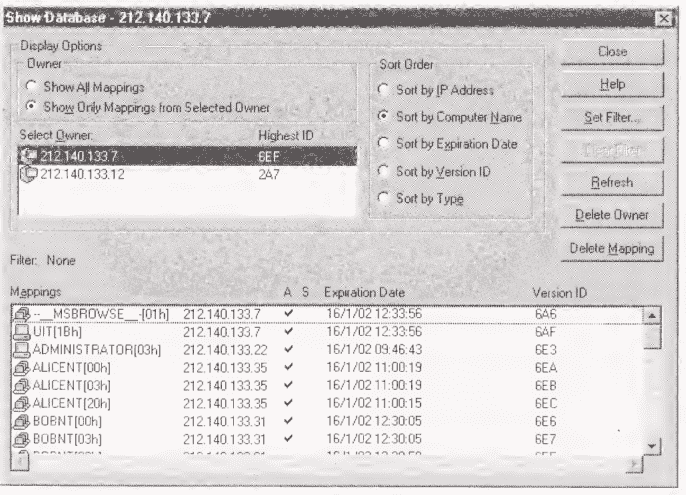 Show Database - 212.140.133.7
Display Options
Owner
Show All Mappings
Show Only Mappings from Selected Owner
Select Owner: Highest ID
212.140.133.7 6EF
212.140.133.12 2A7
Sort Order
Sort by IP Address
Sort by Computer Name
Sort by Expiration Date
Sort by Version ID
Sort by Type
Close
Help
Set Filter...
Clear Filter
Refresh
Delete Owner
Delete Mapping
Filter: None
Mappings A S Expiration Date Version ID
--__MSBROWSE__-[01h] 212.140.133.7 ✓ 16/1/02 12:33:56 6A6
UIT[1Bh] 212.140.133.7 ✓ 16/1/02 12:33:56 6AF
ADMINISTRATOR[03h] 212.140.133.22 ✓ 16/1/02 09:46:43 6E3
ALICENT[00h] 212.140.133.35 ✓ 16/1/02 11:00:19 6EA
ALICENT[03h] 212.140.133.35 ✓ 16/1/02 11:00:19 6EB
ALICENT[20h] 212.140.133.35 ✓ 16/1/02 11:00:15 6EC
BOBNT[00h] 212.140.133.31 ✓ 16/1/02 12:30:05 6E6
BOBNT[03h] 212.140.133.31 ✓ 16/1/02 12:30:05 6E7